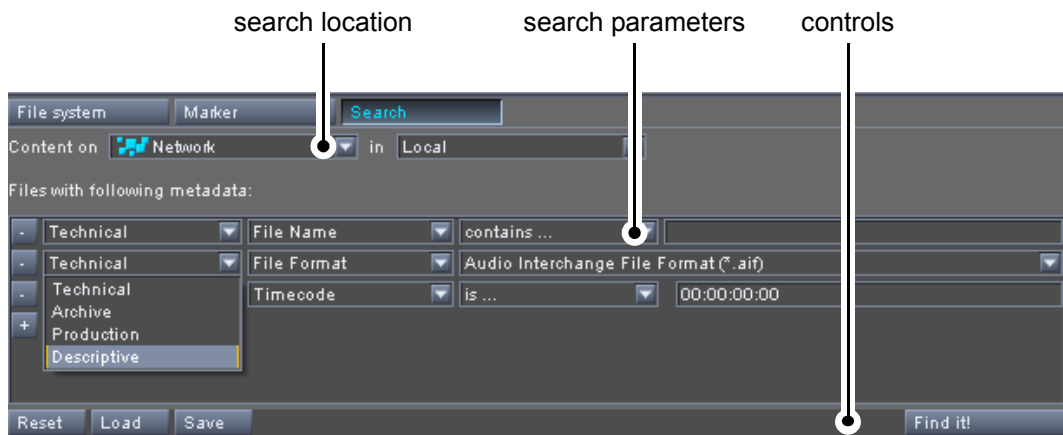 search location search parameters controls
File system Marker Search
Content on Network in Local
Files with following metadata:
- Technical File Name contains ...
- Technical File Format Audio Interchange File Format (*.aif)
- Technical Timecode is ... 00:00:00:00
Archive
+ Production
Descriptive
Reset Load Save Find it!